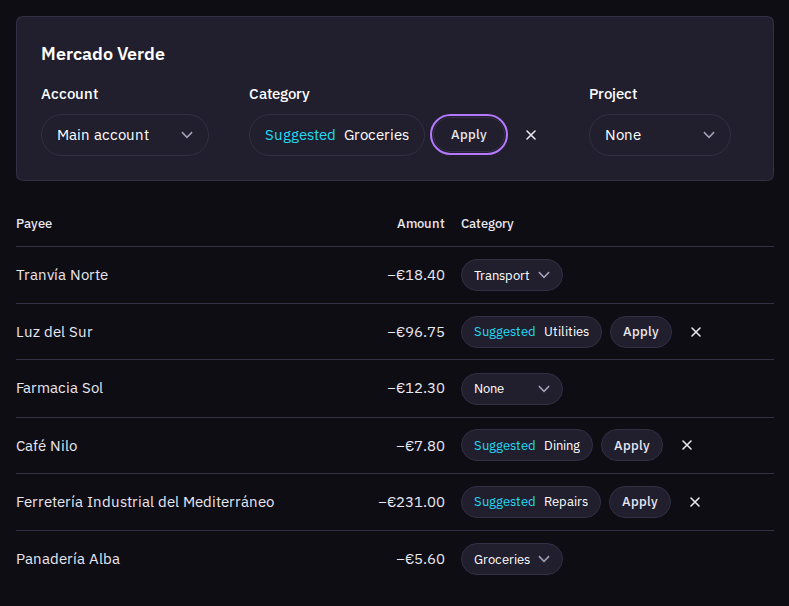 Mercado Verde
Account Category Project
Main account Suggested Groceries Apply None
Payee Amount Category
Tranvía Norte −€18.40 Transport
Luz del Sur −€96.75 Suggested Utilities Apply
Farmacia Sol −€12.30 None
Café Nilo −€7.80 Suggested Dining Apply
Ferretería Industrial del Mediterráneo −€231.00 Suggested Repairs Apply
Panadería Alba −€5.60 Groceries